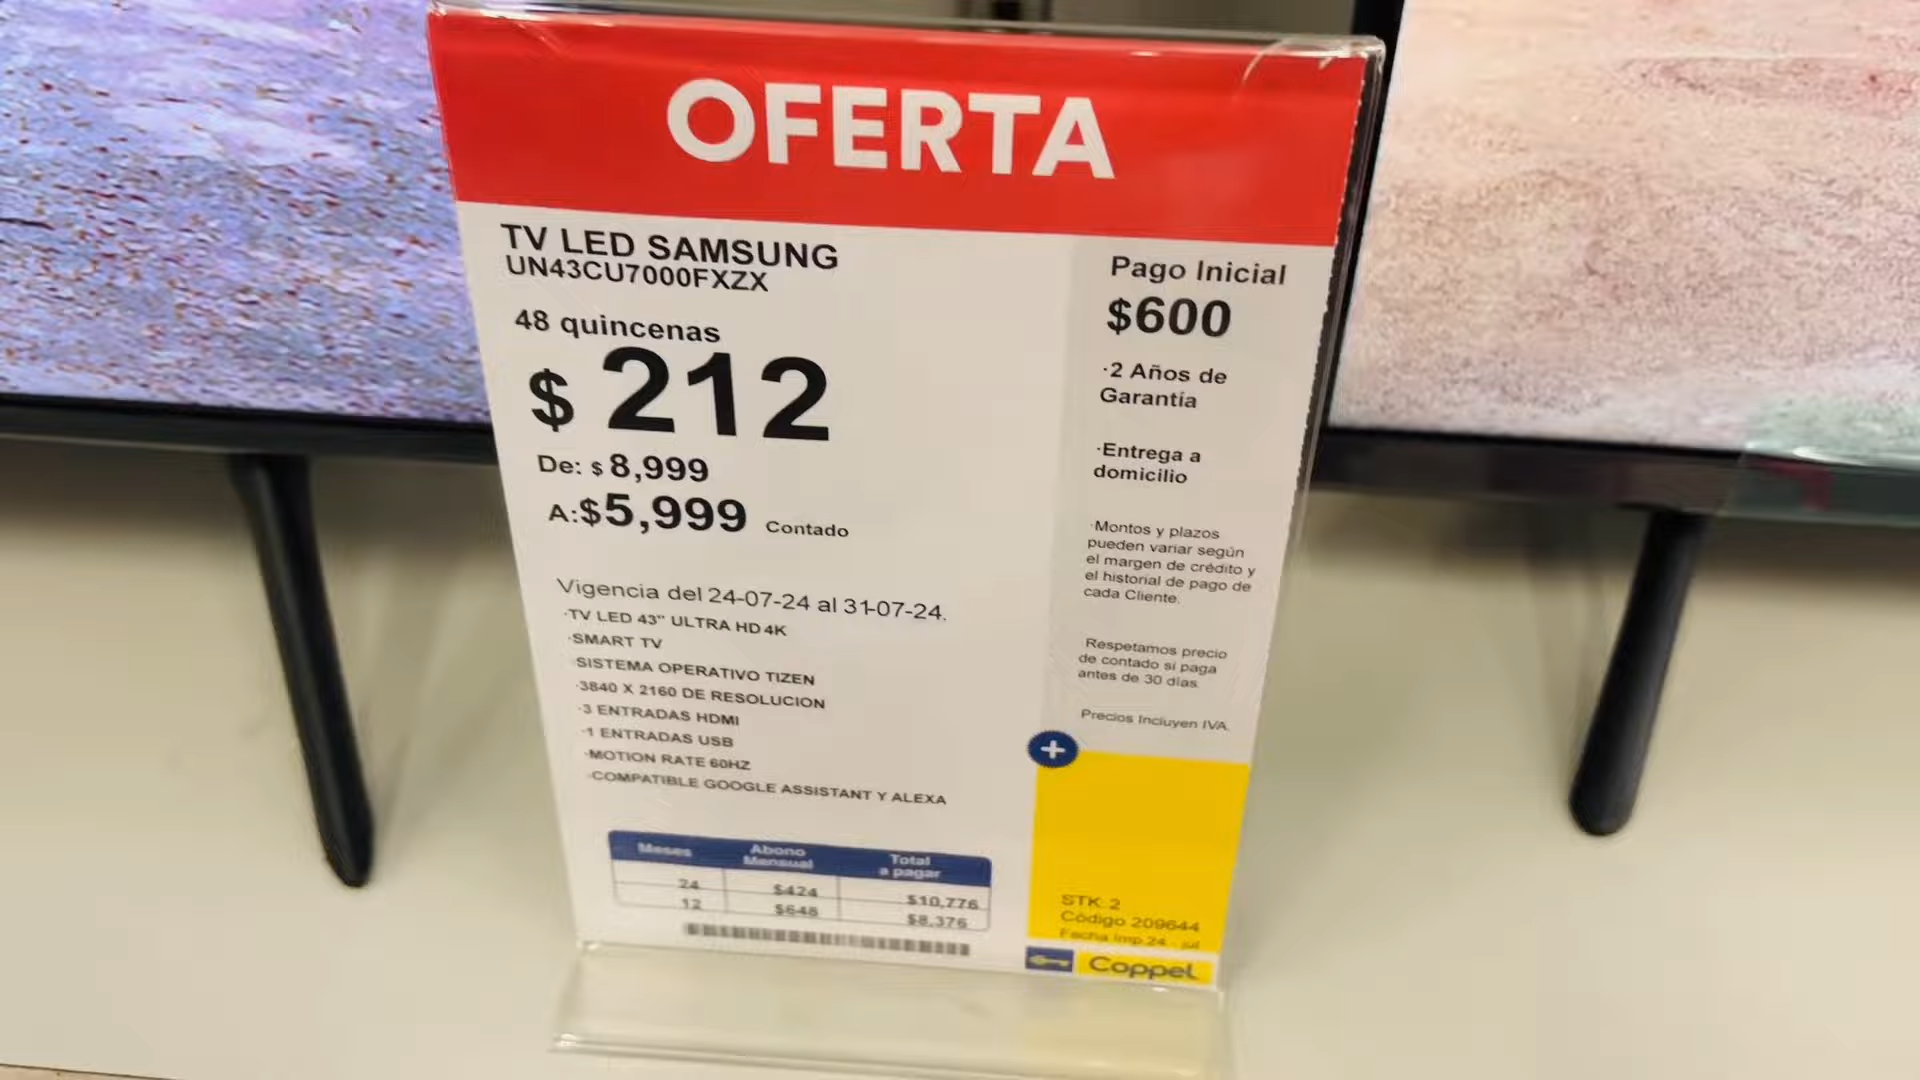 OFERTA
TV LED SAMSUNG
UN43CU7000FXZX
48 quincenas
$ 212
De: $ 8,999
A:$5,999 Contado
Vigencia del 24-07-24 al 31-07-24.
·TV LED 43" ULTRA HD 4K
·SMART TV
·SISTEMA OPERATIVO TIZEN
·3840 X 2160 DE RESOLUCION
·3 ENTRADAS HDMI
·1 ENTRADAS USB
·MOTION RATE 60HZ
·COMPATIBLE GOOGLE ASSISTANT Y ALEXA
Meses Abono Mensual Total a pagar
24 $424 $10,776
12 $648 $8,376
Pago Inicial
$600
·2 Años de
Garantía
·Entrega a
domicilio
·Montos y plazos
pueden variar según
el margen de crédito y
el historial de pago de
cada Cliente.
Respetamos precio
de contado si paga
antes de 30 días.
Precios Incluyen IVA.
+
STK: 2
Código 209644
Fecha Imp.24 - jul
Coppel